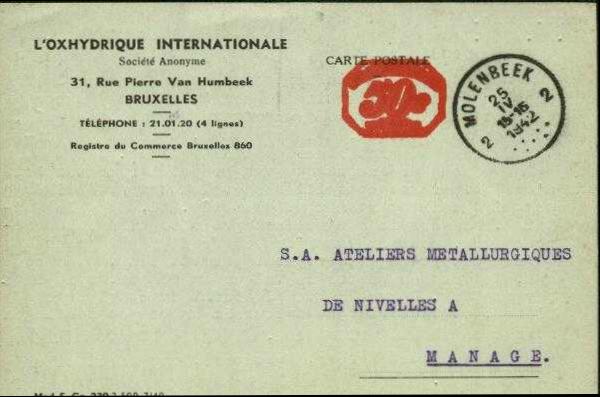 L'OXHYDRIQUE INTERNATIONALE
Société Anonyme
31, Rue Pierre Van Humbeek
BRUXELLES
TÉLÉPHONE : 21.01.20 (4 lignes)
Registre du Commerce Bruxelles 860
CARTE POSTALE
50c
2 MOLENBEEK 2
25
IV
15-16
1942
S.A. ATELIERS METALLURGIQUES
DE NIVELLES A
MANAGE.